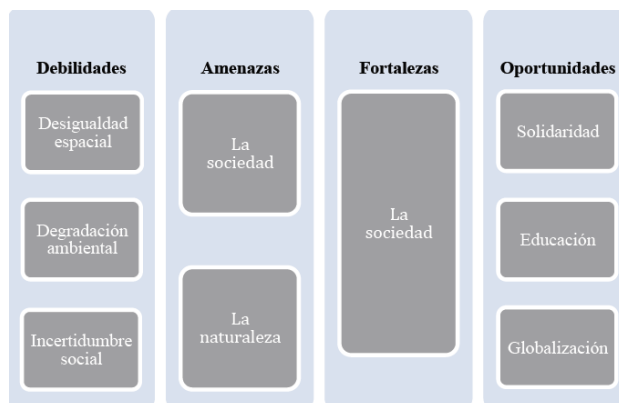 Debilidades
Desigualdad
espacial
Degradación
ambiental
Incertidumbre
social
Amenazas
La
sociedad
La
naturaleza
Fortalezas
La
sociedad
Oportunidades
Solidaridad
Educación
Globalización